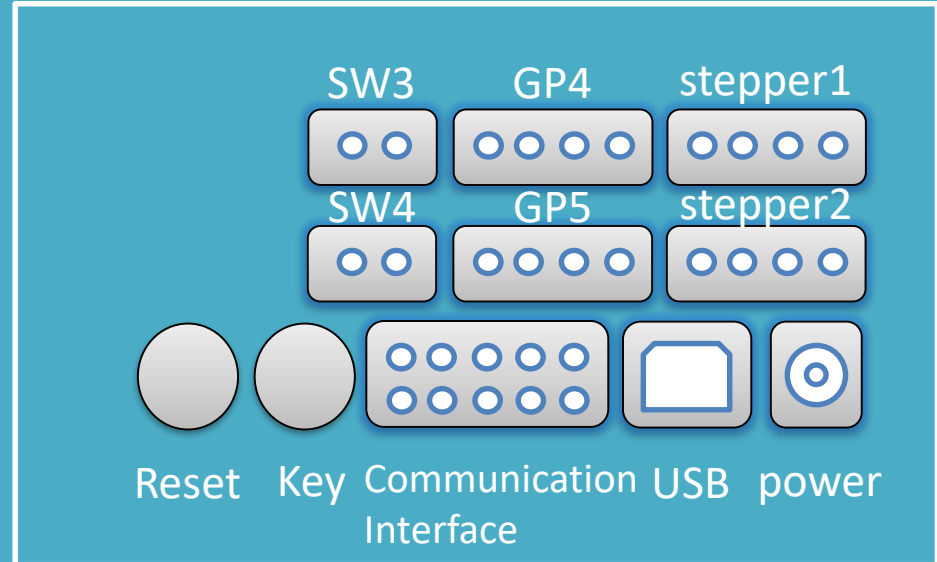 SW3 GP4 stepper1
SW4 GP5 stepper2
Reset Key Communication Interface USB power